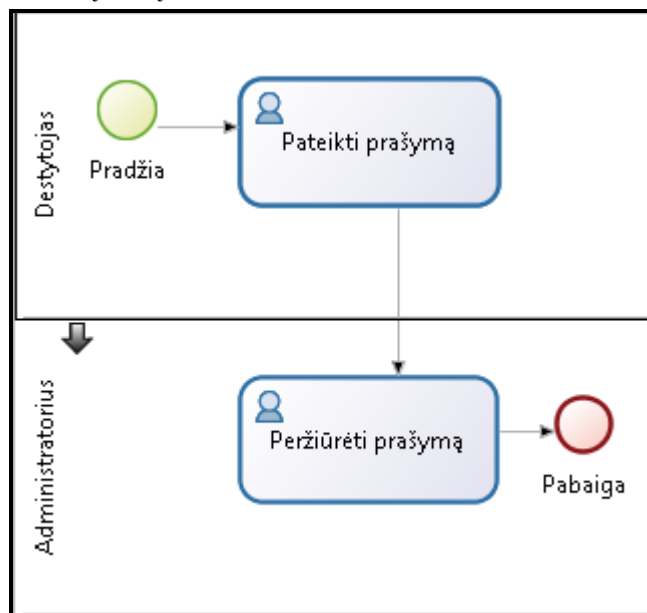 Destytojas
Pradžia
Pateikti prašymą
Administratorius
Peržiūrėti prašymą
Pabaiga